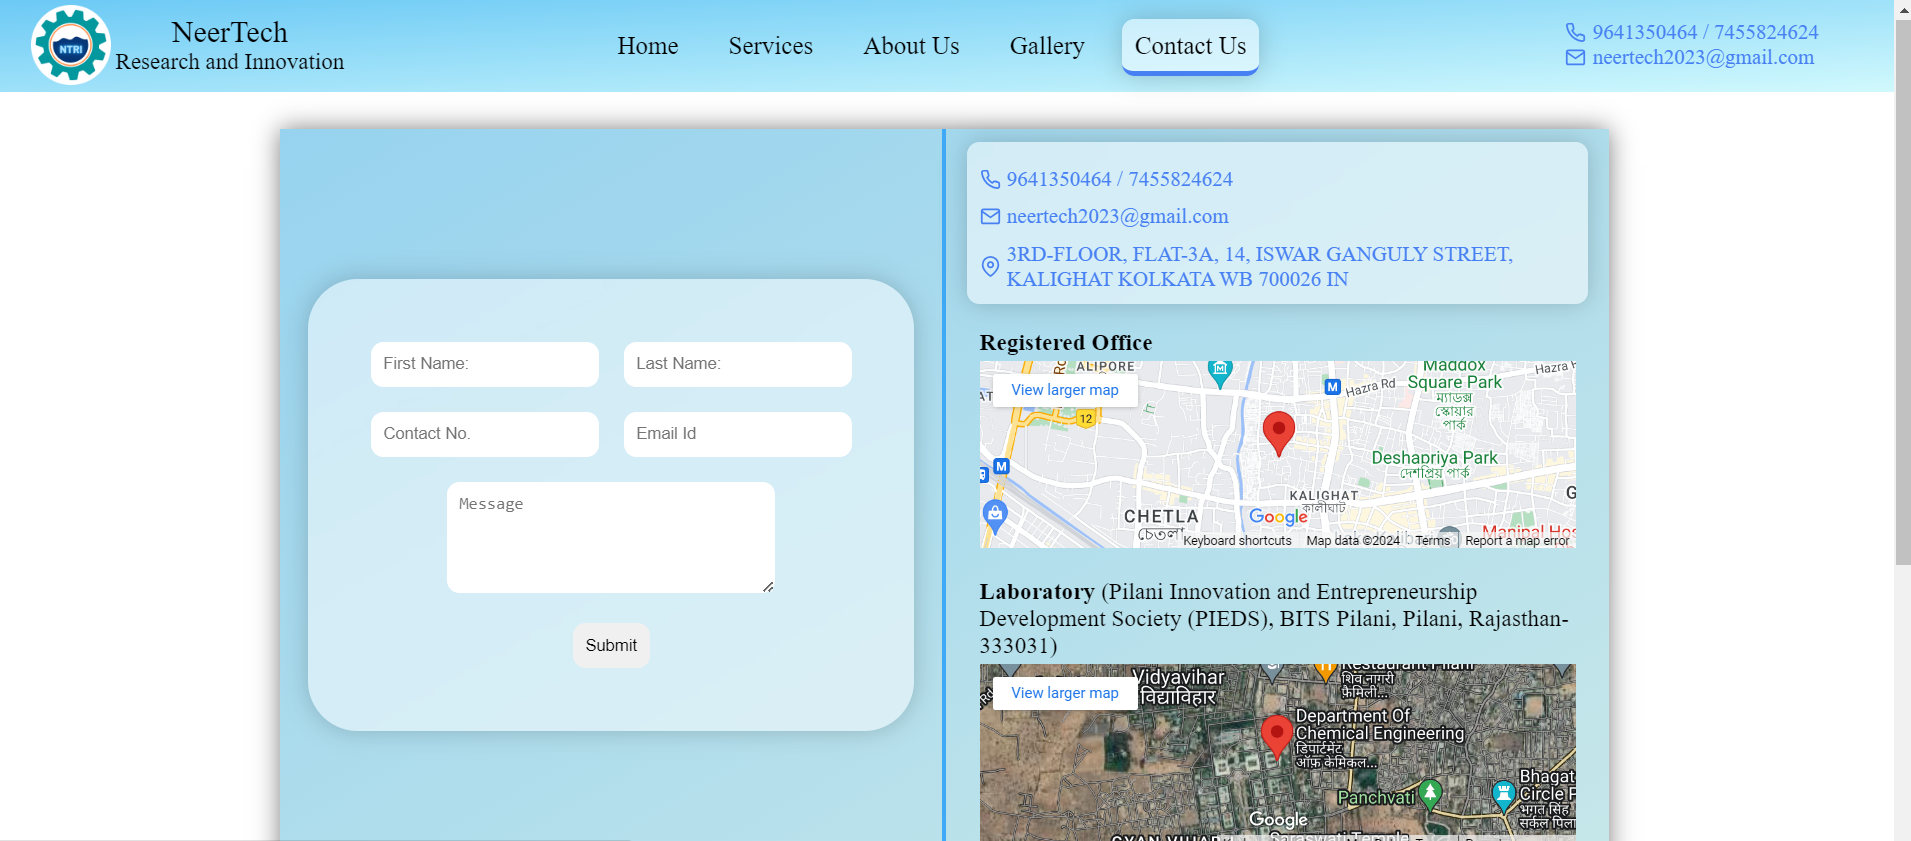 NTRI
NeerTech
Research and Innovation
Home
Services
About Us
Gallery
Contact Us
9641350464 / 7455824624
neertech2023@gmail.com
First Name:
Last Name:
Contact No.
Email Id
Message
Submit
9641350464 / 7455824624
neertech2023@gmail.com
3RD-FLOOR, FLAT-3A, 14, ISWAR GANGULY STREET,
KALIGHAT KOLKATA WB 700026 IN
Registered Office
View larger map
ALIPORE
12
M
M
Hazra Rd
Hazra
Maddox
Square Park
ম্যাডক্স
স্কোয়ার
পার্ক
Deshapriya Park
দেশপ্রিয় পার্ক
KALIGHAT
কালীঘাট
CHETLA
চেতলা
Google
Manipal Hos
Keyboard shortcuts
Map data ©2024
Terms
Report a map error
Laboratory (Pilani Innovation and Entrepreneurship
Development Society (PIEDS), BITS Pilani, Pilani, Rajasthan-
333031)
View larger map
Vidyavihar
विद्याविहार
Restaurant Pilani
शिव नागरी
फ़ैमिली...
Department Of
Chemical Engineering
डिपार्टमेंट
ऑफ़ केमिकल...
Panchvati
Bhagat
Circle P
भगत सिंह
सर्कल पिला
Google
GYAN VIHAR
Saraswati Temple